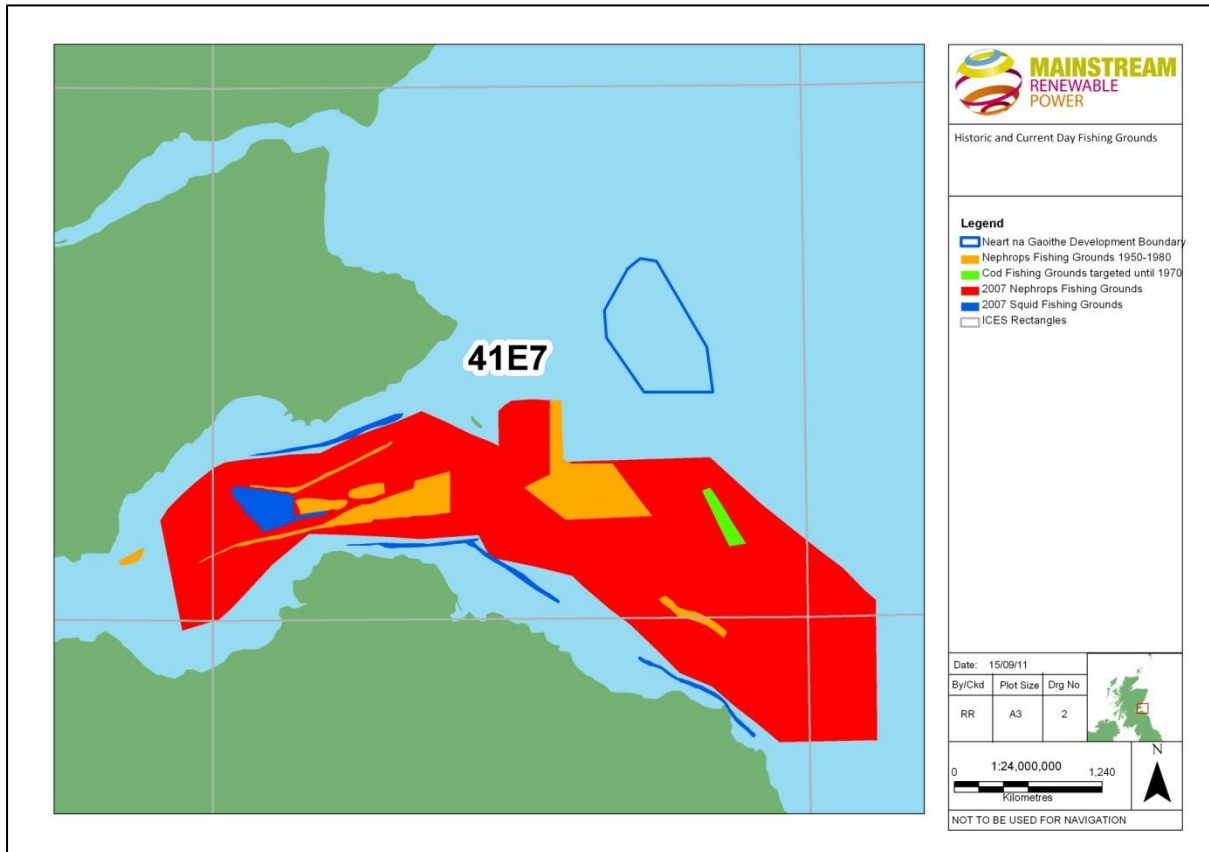 41E7
MAINSTREAM
RENEWABLE
POWER
Historic and Current Day Fishing Grounds
Legend
Neart na Gaoithe Development Boundary
Nephrops Fishing Grounds 1950-1980
Cod Fishing Grounds targeted until 1970
2007 Nephrops Fishing Grounds
2007 Squid Fishing Grounds
ICES Rectangles
Date: 15/09/11
By/Ckd Plot Size Drg No
RR A3 2
1:24,000,000
0 1,240
Kilometres
N
NOT TO BE USED FOR NAVIGATION